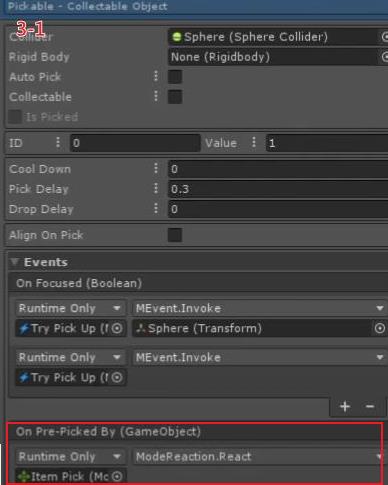 Pickable - Collectable Object
3-1
Collider Sphere (Sphere Collider)
Rigid Body None (Rigidbody)
Auto Pick
Collectable
Is Picked
ID 0 Value 1
Cool Down 0
Pick Delay 0.3
Drop Delay 0
Align On Pick
Events
On Focused (Boolean)
Runtime Only MEvent.Invoke
Try Pick Up (I Sphere (Transform)
Runtime Only MEvent.Invoke
Try Pick Up (I
+ −
On Pre-Picked By (GameObject)
Runtime Only ModeReaction.React
Item Pick (Mc